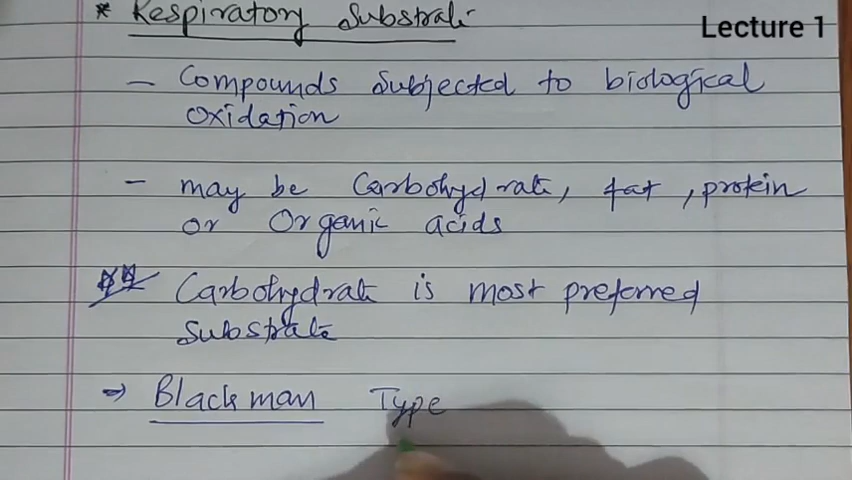 * Respiratory Substrate
Lecture 1
- Compounds subjected to biological
oxidation
- may be Carbohydrate, fat, protein
or Organic acids
Carbohydrate is most preferred
substrate
⇒ Blackman Type